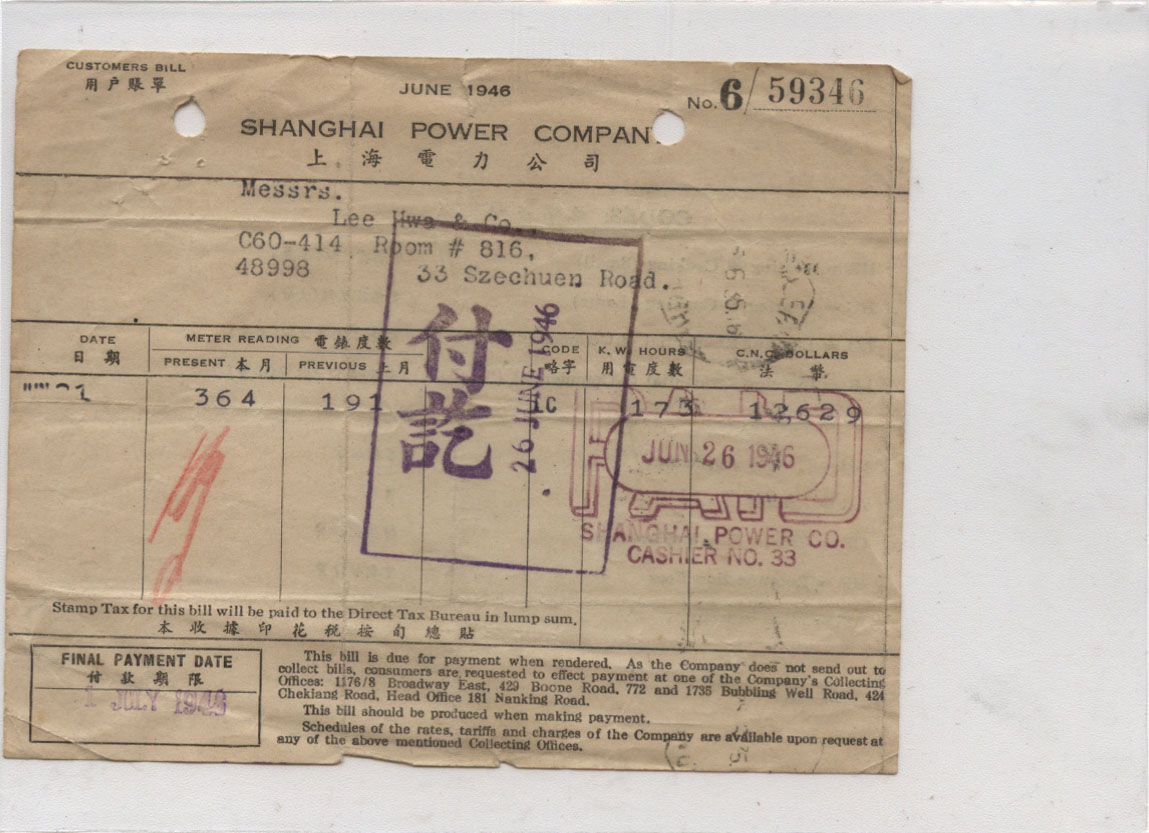 CUSTOMERS BILL
用戶賬單
JUNE 1946
No. 6/59346
SHANGHAI POWER COMPAN
上海電力公司
Messrs.
Lee Hwa & Co.,
C60-414 Room # 816,
48998 33 Szechuen Road.
DATE
日期
METER READING 電錶度數
PRESENT 本月
PREVIOUS 上月
CODE
略字
K. W. HOURS
用電度數
C.N.C. DOLLARS
法幣
364 191 1C 173 12629
付訖
26 JUNE 1946
PAID
JUN 26 1946
SHANGHAI POWER CO.
CASHIER NO. 33
Stamp Tax for this bill will be paid to the Direct Tax Bureau in lump sum.
本收據印花稅按旬總貼
FINAL PAYMENT DATE
付款期限
1 JULY 1946
This bill is due for payment when rendered. As the Company does not send out to
collect bills, consumers are requested to effect payment at one of the Company's Collecting
Offices: 1176/8 Broadway East, 429 Boone Road, 772 and 1735 Bubbling Well Road, 424
Chekiang Road, Head Office 181 Nanking Road.
This bill should be produced when making payment.
Schedules of the rates, tariffs and charges of the Company are available upon request at
any of the above mentioned Collecting Offices.